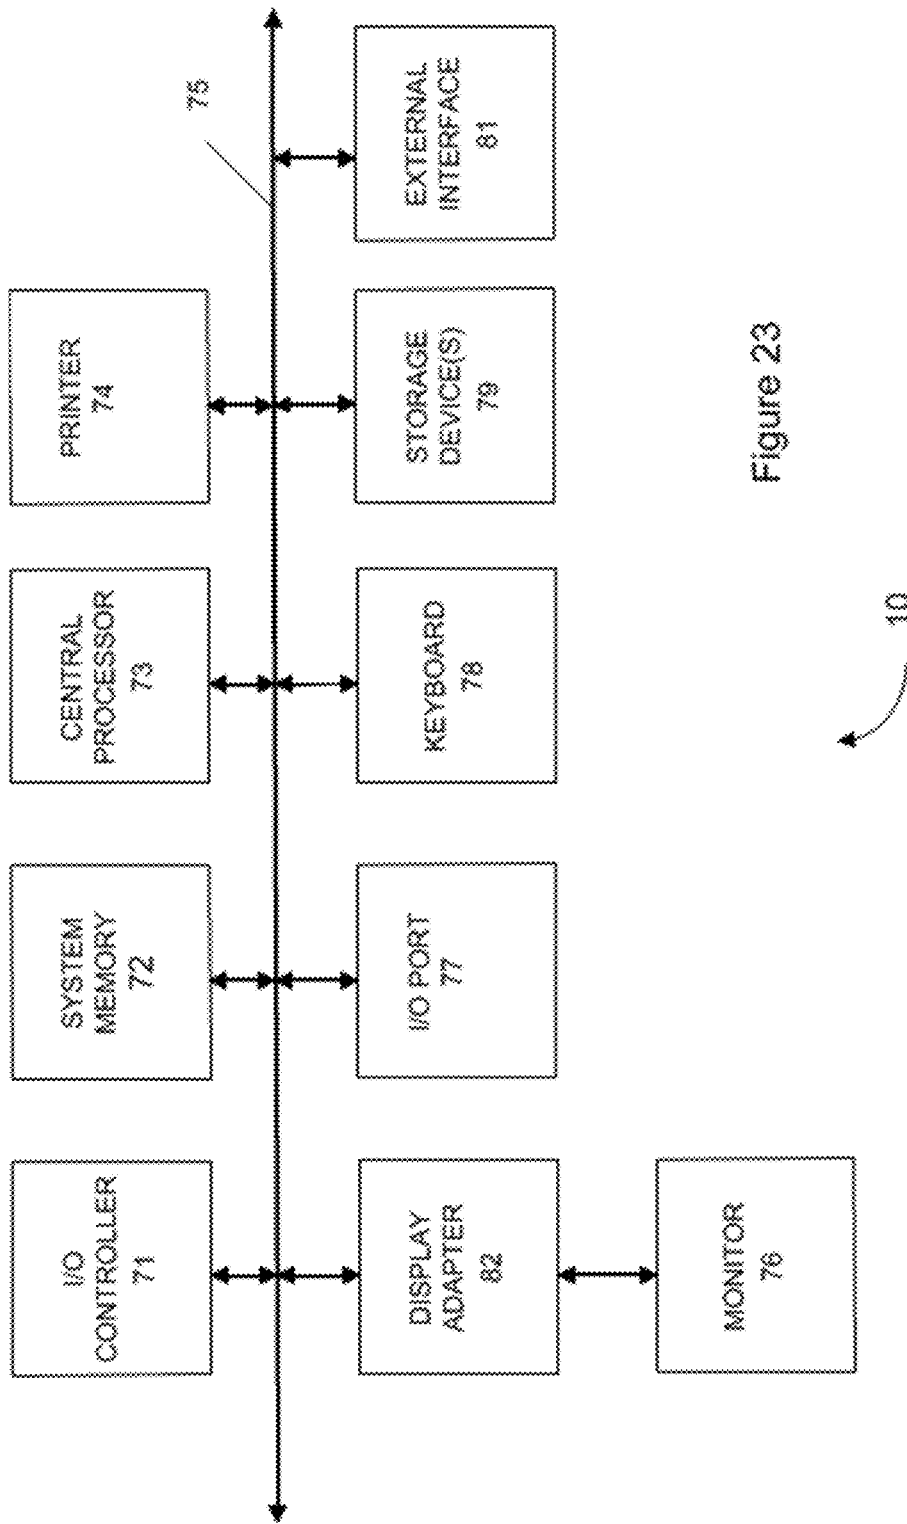 I/O
CONTROLLER
71
SYSTEM
MEMORY
72
CENTRAL
PROCESSOR
73
PRINTER
74
75
DISPLAY
ADAPTER
82
I/O PORT
77
KEYBOARD
78
STORAGE
DEVICE(S)
79
EXTERNAL
INTERFACE
81
MONITOR
76
10
Figure 23